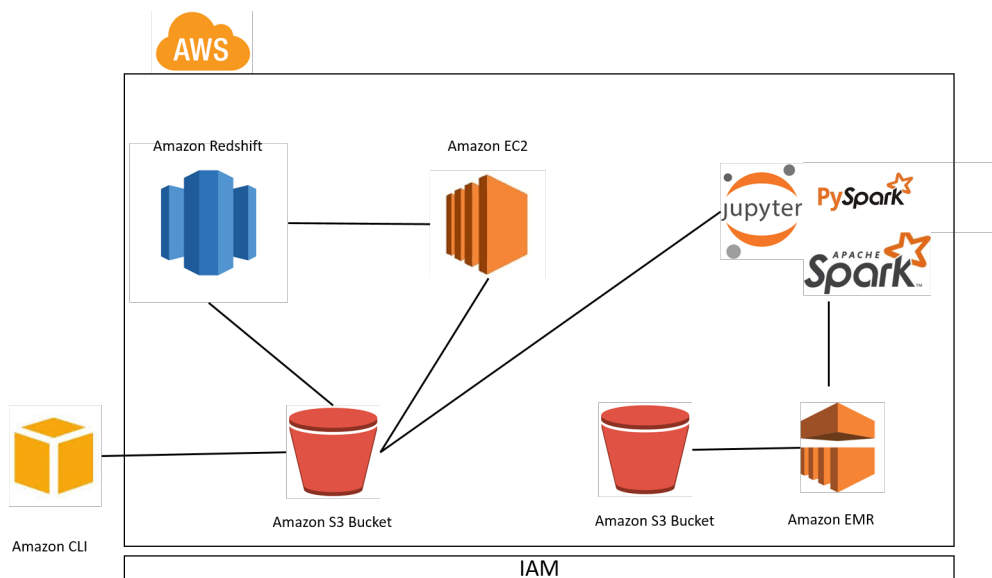 AWS
Amazon Redshift
Amazon EC2
jupyter
PySpark
APACHE
Spark™
Amazon S3 Bucket
Amazon S3 Bucket
Amazon EMR
Amazon CLI
IAM